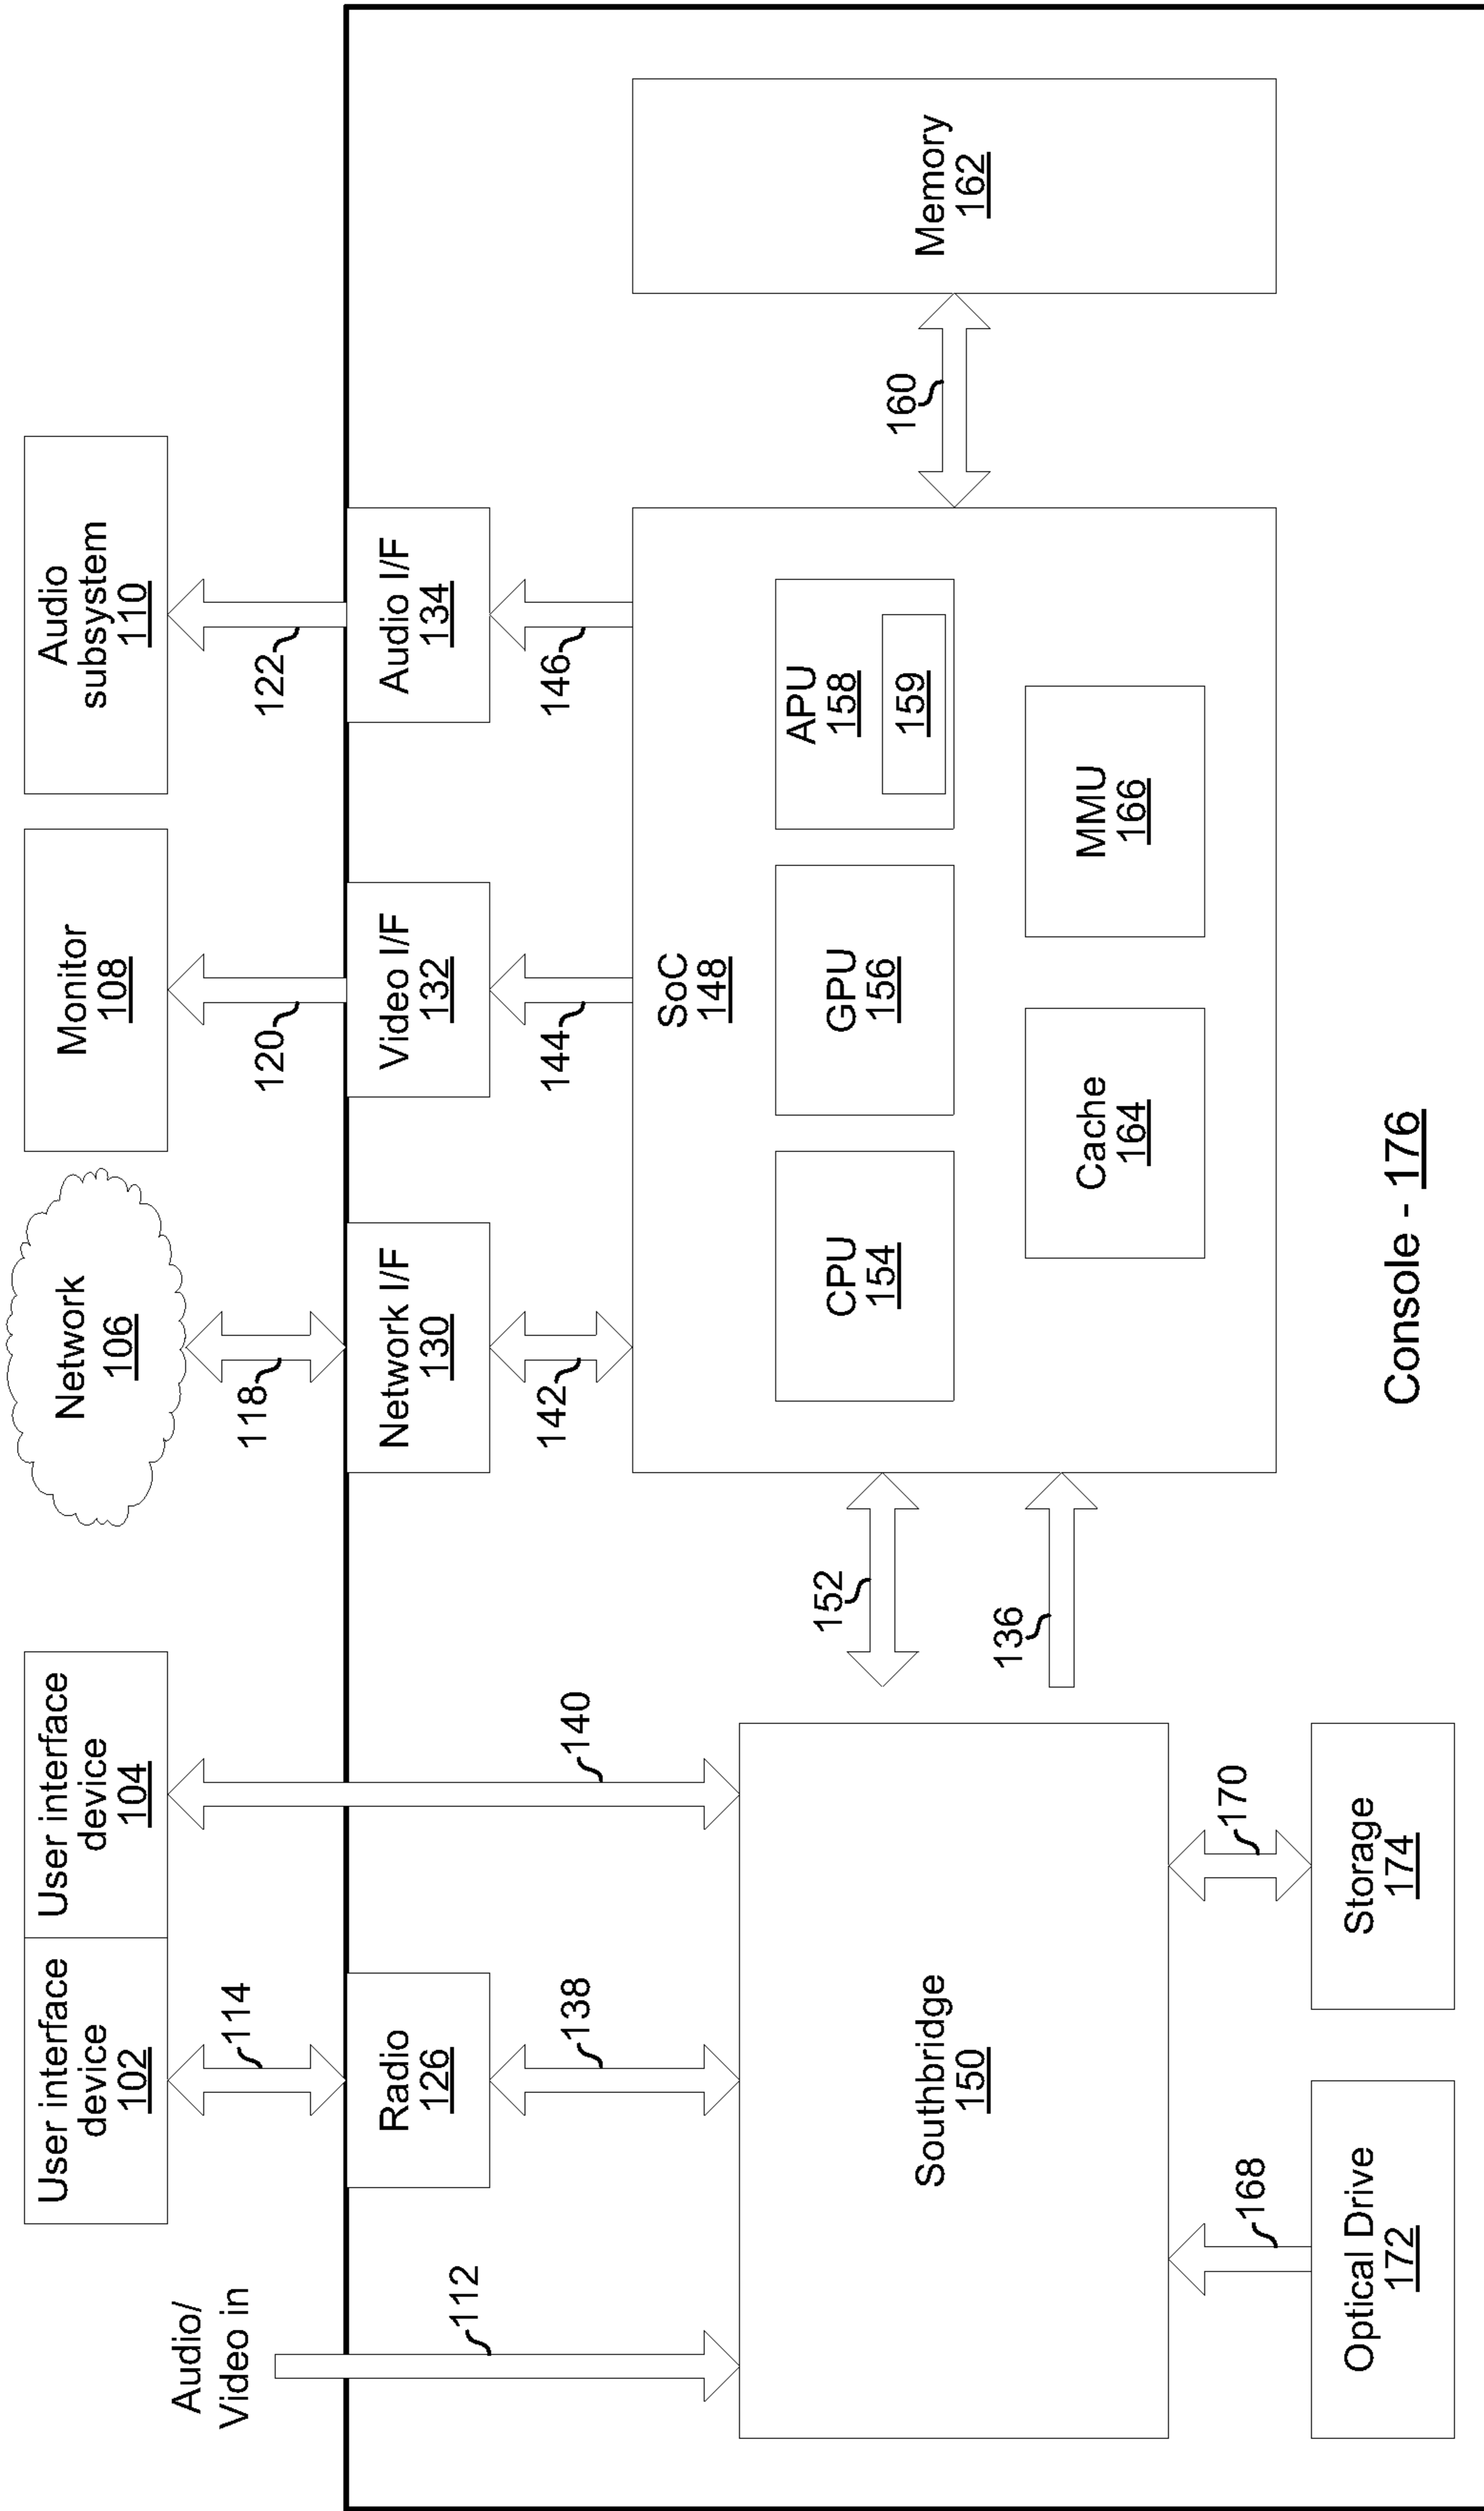 User interface
device
102
User interface
device
104
Network
106
Monitor
108
Audio
subsystem
110
Audio/
Video in
112
114
118
120
122
Radio
126
Network I/F
130
Video I/F
132
Audio I/F
134
138
140
142
144
146
SoC
148
CPU
154
GPU
156
APU
158
159
Cache
164
MMU
166
152
136
160
Memory
162
Southbridge
150
168
170
Optical Drive
172
Storage
174
Console - 176